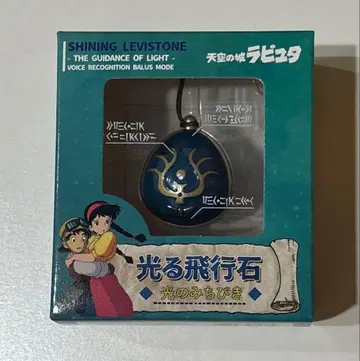 SHINING LEVISTONE
- THE GUIDANCE OF LIGHT -
VOICE RECOGNITION BALUS MODE
天空の城ラピュタ
光る飛行石
光のみちびき